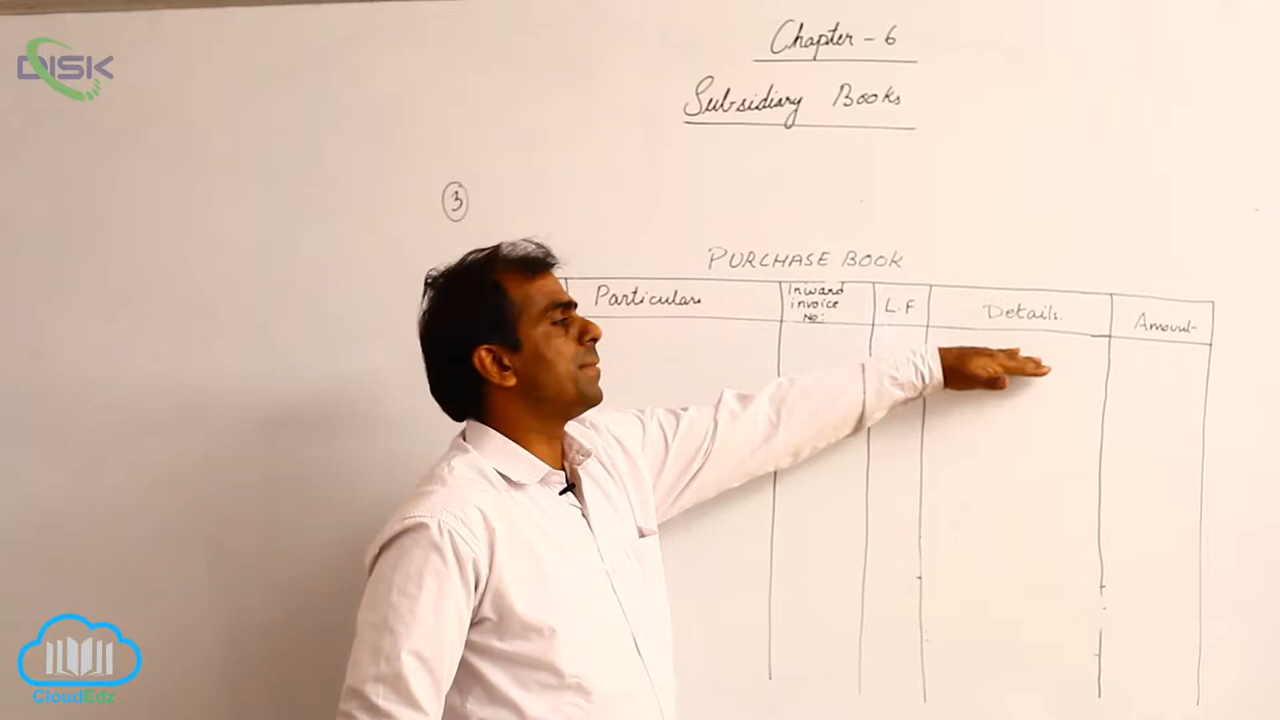 DISK
Chapter - 6
Subsidiary Books
3
PURCHASE BOOK
Particulars
Inward
invoice
No:
L.F
Details.
Amount
CloudEdz